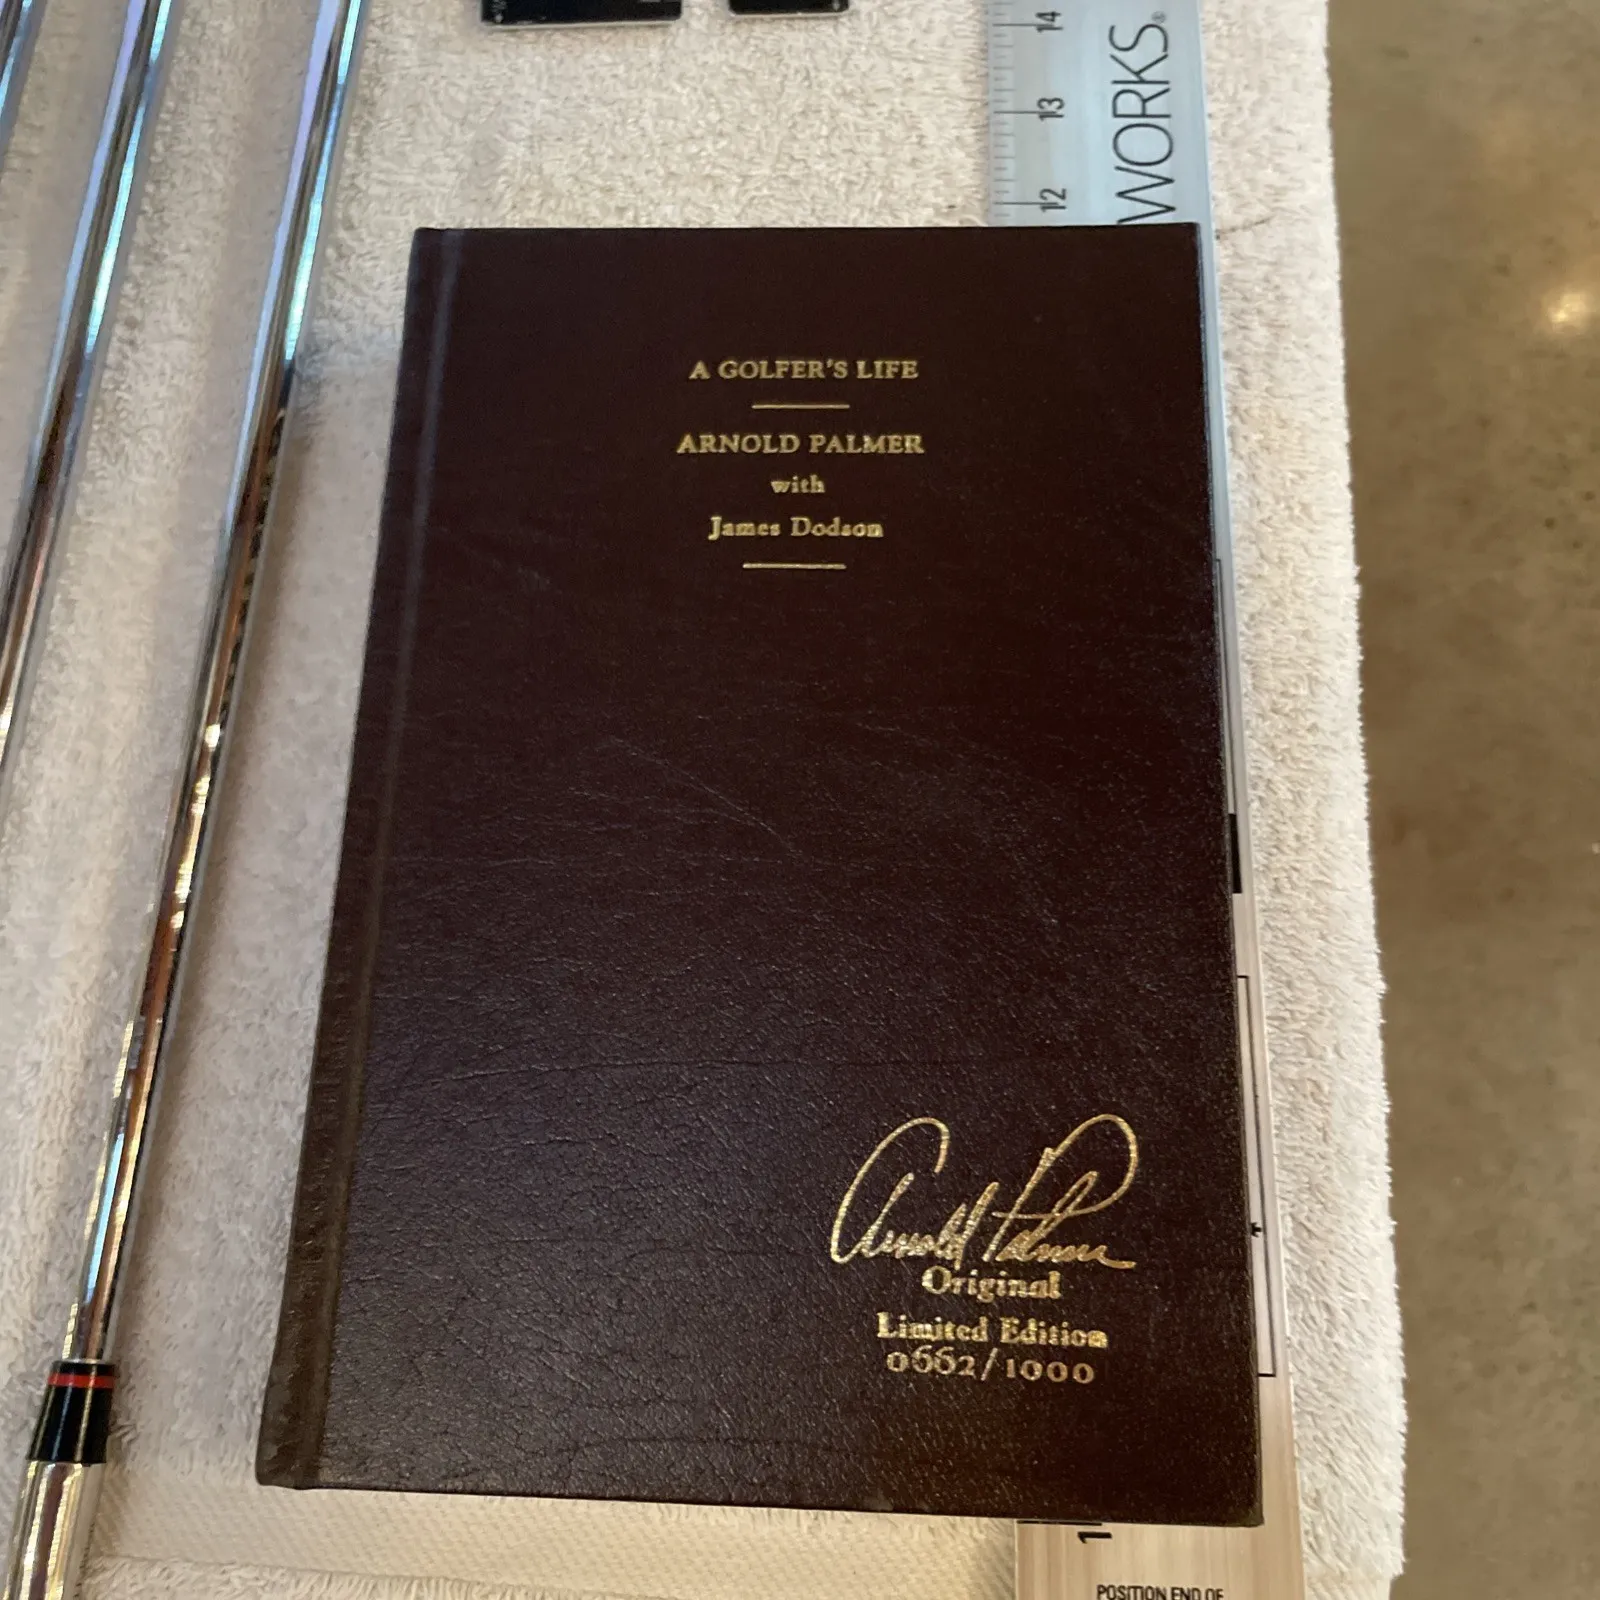 14
13
12
WORKS®
A GOLFER'S LIFE
ARNOLD PALMER
with
James Dodson
Arnold Palmer
Original
Limited Edition
0662/1000
1
POSITION END OF